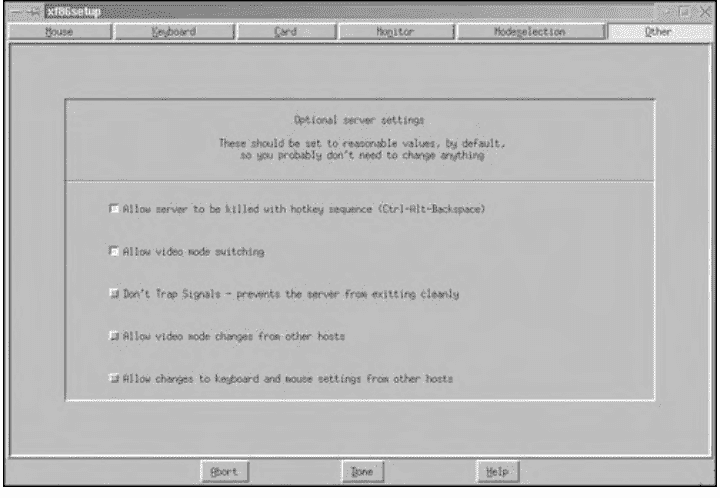 xf86setup
Mouse Keyboard Card Monitor Modeselection Other
Optional server settings
These should be set to reasonable values, by default,
so you probably don't need to change anything
Allow server to be killed with hotkey sequence (Ctrl-Alt-Backspace)
Allow video mode switching
Don't Trap Signals - prevents the server from exitting cleanly
Allow video mode changes from other hosts
Allow changes to keyboard and mouse settings from other hosts
Abort Done Help